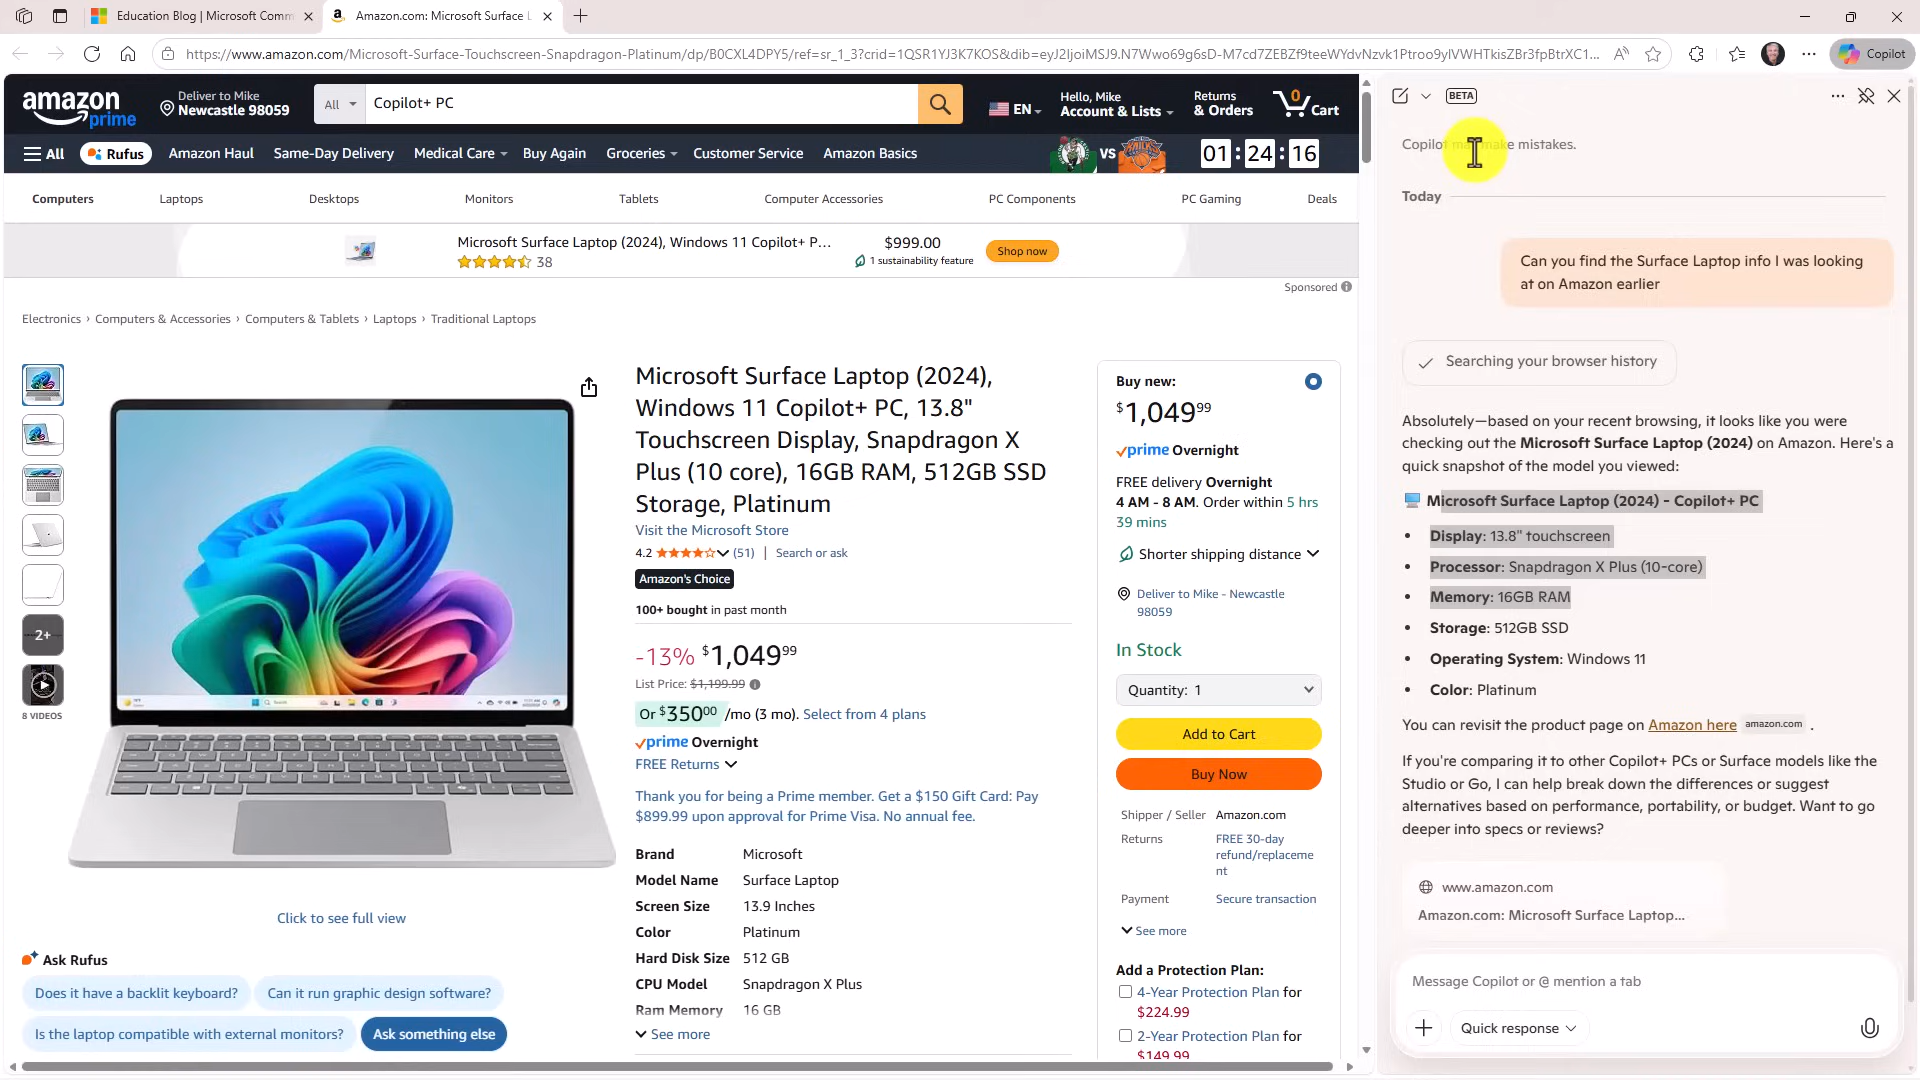 Education Blog | Microsoft Comm
Amazon.com: Microsoft Surface L
https://www.amazon.com/Microsoft-Surface-Touchscreen-Snapdragon-Platinum/dp/B0CXL4DPY5/ref=sr_1_3?crid=1QSR1YJ3K7KOS&dib=eyJ2IjoiMSJ9.N7Wwo69g6sD-M7cd7ZEBZf9teeWYdvNzvk1Ptroo9ylVWHTkisZBr3fpBtrXC1...
Copilot
amazon
prime
Deliver to Mike
Newcastle 98059
All
Copilot+ PC
EN
Hello, Mike
Account & Lists
Returns
& Orders
0
Cart
All
Rufus
Amazon Haul
Same-Day Delivery
Medical Care
Buy Again
Groceries
Customer Service
Amazon Basics
VS
01:24:16
Computers
Laptops
Desktops
Monitors
Tablets
Computer Accessories
PC Components
PC Gaming
Deals
Microsoft Surface Laptop (2024), Windows 11 Copilot+ P...
38
$999.00
1 sustainability feature
Shop now
Sponsored
Electronics › Computers & Accessories › Computers & Tablets › Laptops › Traditional Laptops
2+
8 VIDEOS
Click to see full view
Ask Rufus
Does it have a backlit keyboard?
Can it run graphic design software?
Is the laptop compatible with external monitors?
Ask something else
Microsoft Surface Laptop (2024),
Windows 11 Copilot+ PC, 13.8"
Touchscreen Display, Snapdragon X
Plus (10 core), 16GB RAM, 512GB SSD
Storage, Platinum
Visit the Microsoft Store
4.2 (51) | Search or ask
Amazon's Choice
100+ bought in past month
-13% $1,049 99
List Price: $1,199.99
Or $350 00 /mo (3 mo). Select from 4 plans
prime Overnight
FREE Returns
Thank you for being a Prime member. Get a $150 Gift Card: Pay
$899.99 upon approval for Prime Visa. No annual fee.
Brand Microsoft
Model Name Surface Laptop
Screen Size 13.9 Inches
Color Platinum
Hard Disk Size 512 GB
CPU Model Snapdragon X Plus
Ram Memory 16 GB
See more
Buy new:
$1,049 99
prime Overnight
FREE delivery Overnight
4 AM - 8 AM. Order within 5 hrs
39 mins
Shorter shipping distance
Deliver to Mike - Newcastle
98059
In Stock
Quantity: 1
Add to Cart
Buy Now
Shipper / Seller Amazon.com
Returns FREE 30-day
refund/replaceme
nt
Payment Secure transaction
See more
Add a Protection Plan:
4-Year Protection Plan for
$224.99
2-Year Protection Plan for
$149.99
BETA
Copilot may make mistakes.
Today
Can you find the Surface Laptop info I was looking
at on Amazon earlier
Searching your browser history
Absolutely—based on your recent browsing, it looks like you were
checking out the Microsoft Surface Laptop (2024) on Amazon. Here's a
quick snapshot of the model you viewed:
Microsoft Surface Laptop (2024) - Copilot+ PC
• Display: 13.8" touchscreen
• Processor: Snapdragon X Plus (10-core)
• Memory: 16GB RAM
• Storage: 512GB SSD
• Operating System: Windows 11
• Color: Platinum
You can revisit the product page on Amazon here amazon.com .
If you're comparing it to other Copilot+ PCs or Surface models like the
Studio or Go, I can help break down the differences or suggest
alternatives based on performance, portability, or budget. Want to go
deeper into specs or reviews?
www.amazon.com
Amazon.com: Microsoft Surface Laptop...
Message Copilot or @ mention a tab
Quick response